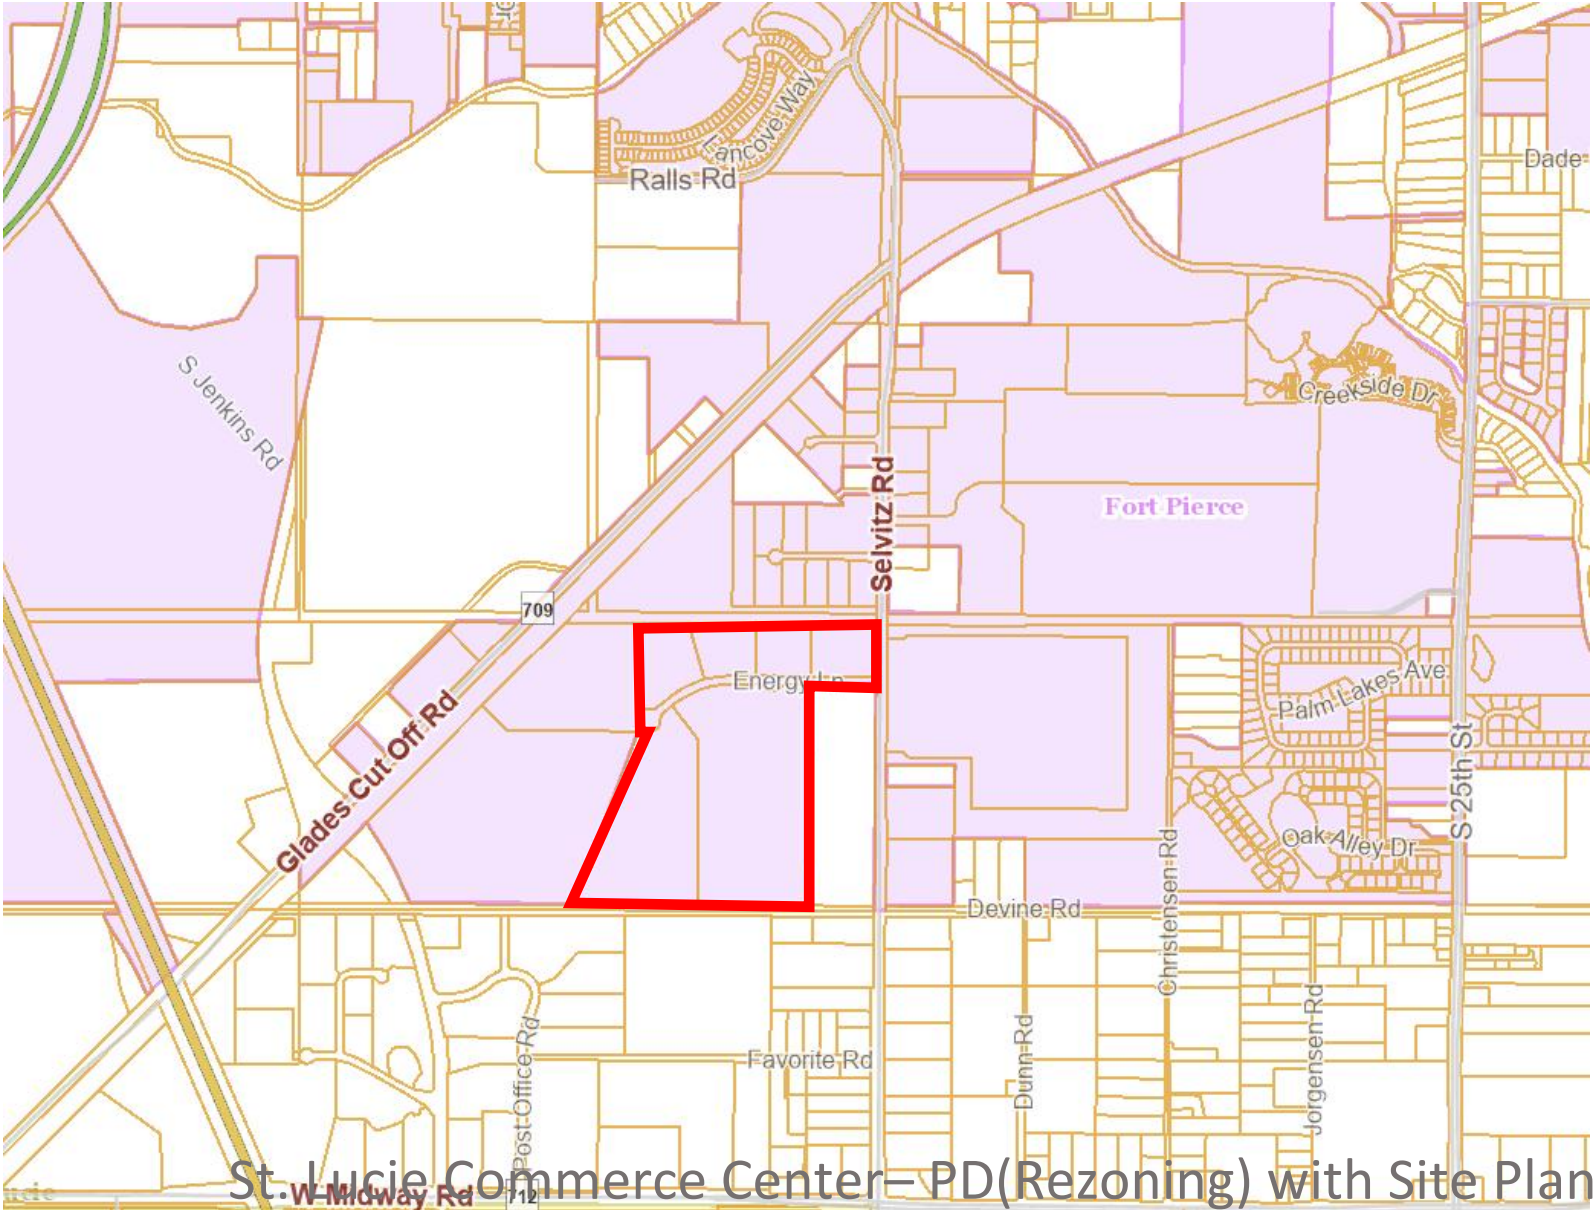 Dr
Dade
Eancove Way
Ralls Rd
S Jenkins Rd
Creekside Dr
Selvitz Rd
Fort Pierce
709
Energy Ln
Palm Lakes Ave
Glades Cut Off Rd
S 25th St
Oak Alley Dr
Christensen Rd
Devine Rd
Post Office Rd
Favorite Rd
Dunn Rd
Jorgensen Rd
St. Lucie Commerce Center– PD(Rezoning) with Site Plan
W Midway Rd
712